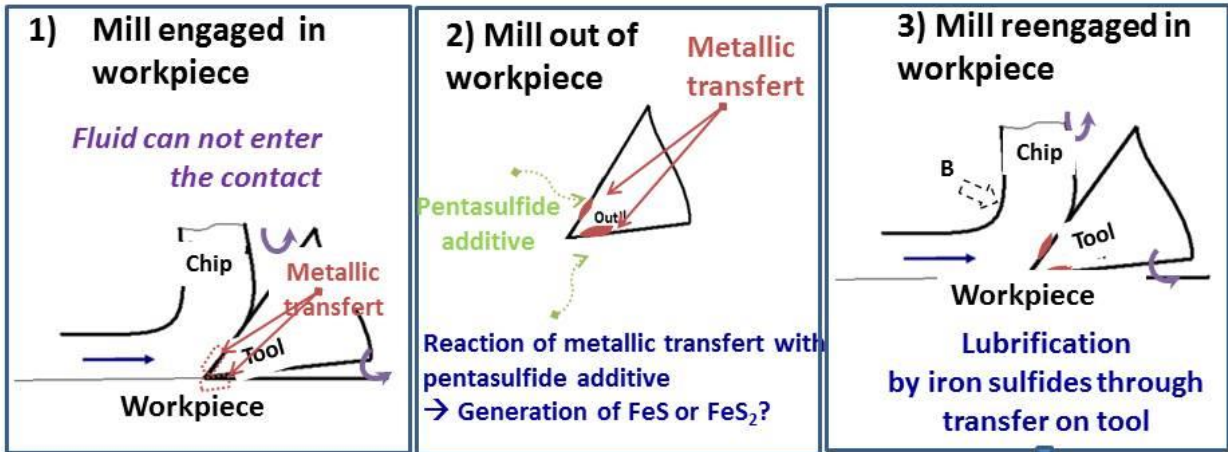 1) Mill engaged in
workpiece
Fluid can not enter
the contact
Chip
Metallic
transfert
Tool
Workpiece
2) Mill out of
workpiece
Metallic
transfert
Pentasulfide
additive
Outil
Reaction of metallic transfert with
pentasulfide additive
→ Generation of FeS or FeS₂?
3) Mill reengaged in
workpiece
Chip
B
Tool
Workpiece
Lubrification
by iron sulfides through
transfer on tool